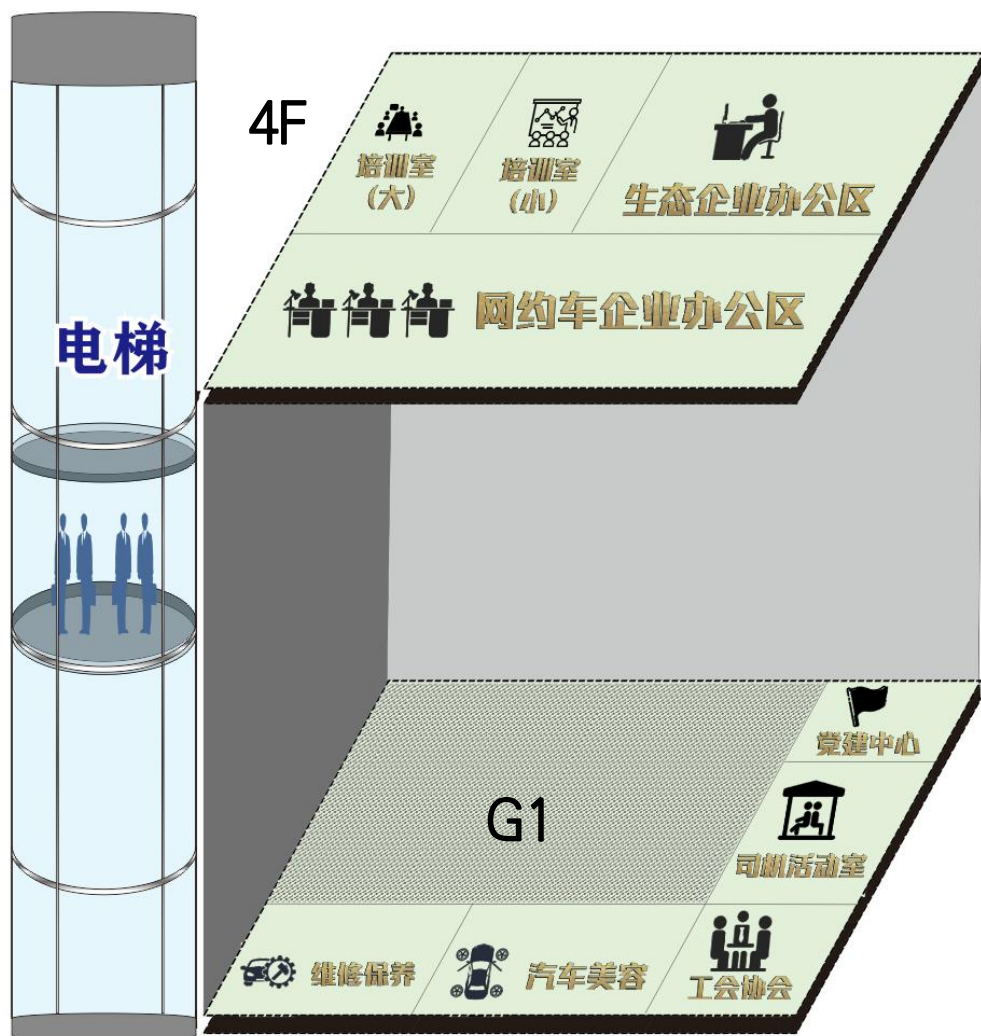 4F
培训室
(大)
培训室
(小)
生态企业办公区
网约车企业办公区
电梯
党建中心
G1
司机活动室
维修保养
汽车美容
工会协会